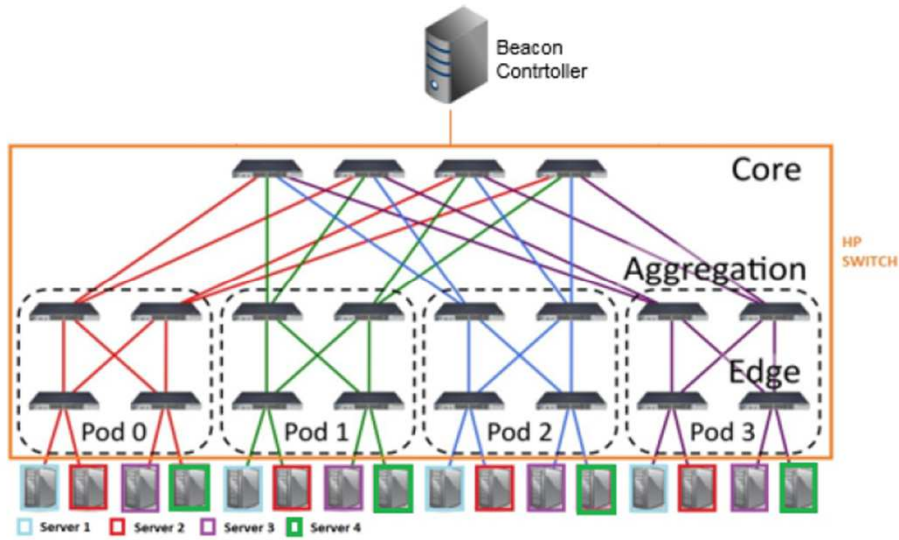 Beacon
Contrtoller
Core
HP
SWITCH
Aggregation
Edge
Pod 0
Pod 1
Pod 2
Pod 3
Server 1
Server 2
Server 3
Server 4